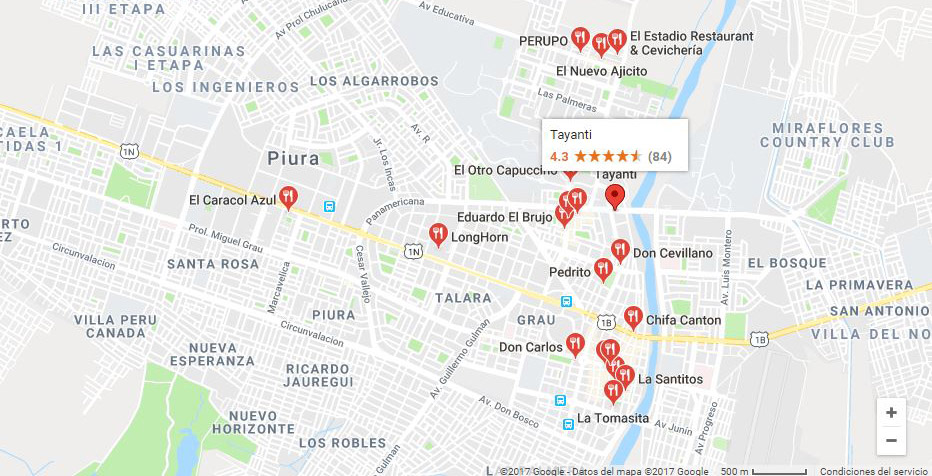 III ETAPA
Av Prol Chulucanas
Av Educativa
PERUPO
El Estadio Restaurant
& Cevichería
LAS CASUARINAS
I ETAPA
El Nuevo Ajicito
LOS INGENIEROS
LOS ALGARROBOS
Las Palmeras
CAELA
TIDAS 1
1N
Av. R
Jr. Los Incas
Tayanti
4.3 (84)
MIRAFLORES
COUNTRY CLUB
Piura
El Otro Capuccino
Tayanti
El Caracol Azul
Panamericana
Eduardo El Brujo
LongHorn
Prol. Miguel Grau
1N
Circunvalacion
SANTA ROSA
Marcavelica
Cesar Vallejo
Don Cevillano
Pedrito
Av. Luis Montero
EL BOSQUE
LA PRIMAVERA
TALARA
PIURA
GRAU
1B
Chifa Canton
SAN ANTONIO
VILLA DEL NO
1B
VILLA PERU
CANADA
Circunvalacion
NUEVA
ESPERANZA
Av. Guillermo Gulman
Don Carlos
RICARDO
JAUREGUI
La Santitos
Av. Don Bosco
La Tomasita
NUEVO
HORIZONTE
LOS ROBLES
Av Junín
Av Progreso
+
−
©2017 Google - Datos del mapa ©2017 Google
500 m
Condiciones del servicio